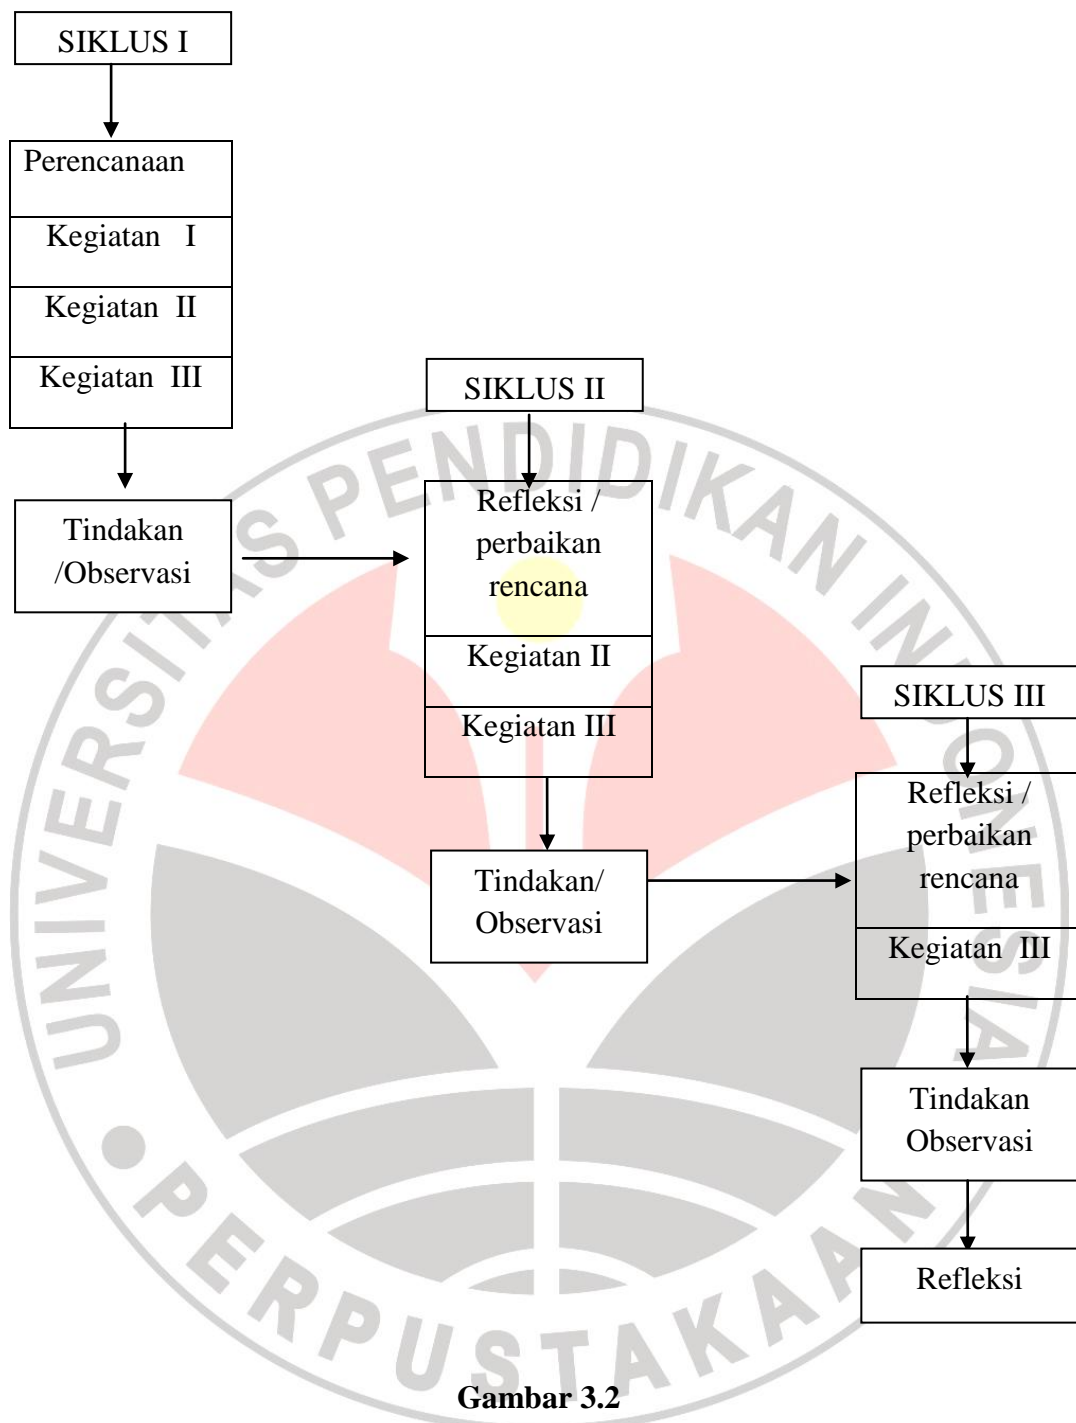 SIKLUS I
Perencanaan
Kegiatan I
Kegiatan II
Kegiatan III
Tindakan
/Observasi
SIKLUS II
Refleksi /
perbaikan
rencana
Kegiatan II
Kegiatan III
Tindakan/
Observasi
SIKLUS III
Refleksi /
perbaikan
rencana
Kegiatan III
Tindakan
Observasi
Refleksi
UNIVERSITAS PENDIDIKAN INDONESIA
PERPUSTAKAAN
Gambar 3.2